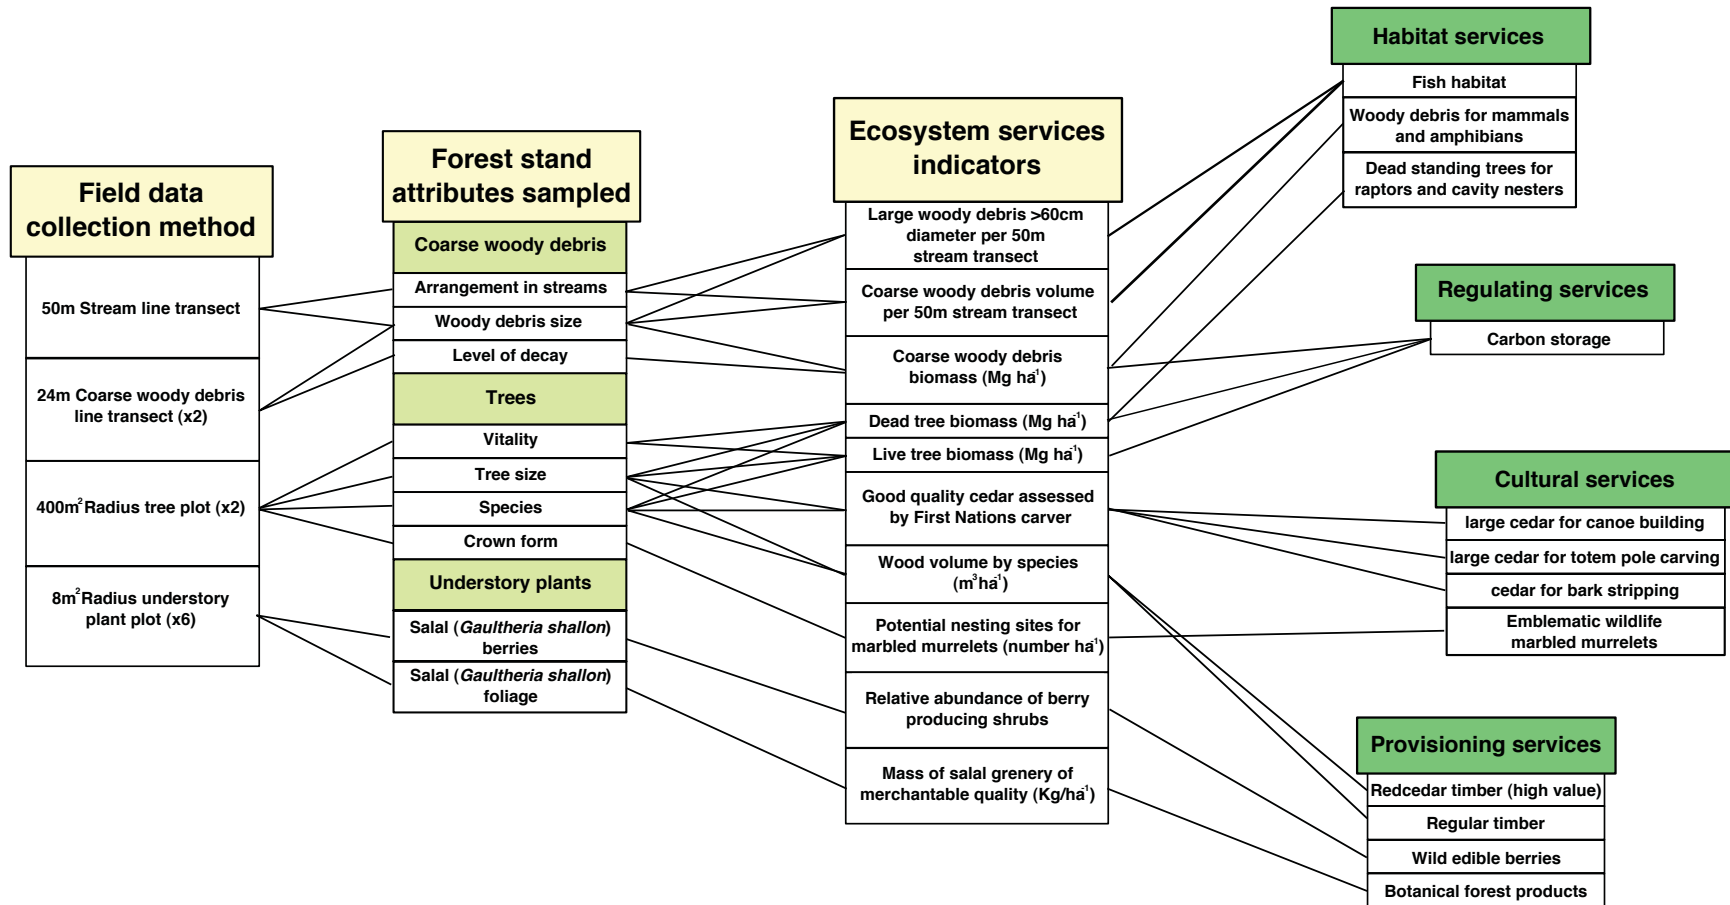 Field data
collection method
50m Stream line transect
24m Coarse woody debris
line transect (x2)
400m² Radius tree plot (x2)
8m² Radius understory
plant plot (x6)
Forest stand
attributes sampled
Coarse woody debris
Arrangement in streams
Woody debris size
Level of decay
Trees
Vitality
Tree size
Species
Crown form
Understory plants
Salal (Gaultheria shallon)
berries
Salal (Gaultheria shallon)
foliage
Ecosystem services
indicators
Large woody debris >60cm
diameter per 50m
stream transect
Coarse woody debris volume
per 50m stream transect
Coarse woody debris
biomass (Mg ha⁻¹)
Dead tree biomass (Mg ha⁻¹)
Live tree biomass (Mg ha⁻¹)
Good quality cedar assessed
by First Nations carver
Wood volume by species
(m³ha⁻¹)
Potential nesting sites for
marbled murrelets (number ha⁻¹)
Relative abundance of berry
producing shrubs
Mass of salal grenery of
merchantable quality (Kg/ha⁻¹)
Habitat services
Fish habitat
Woody debris for mammals
and amphibians
Dead standing trees for
raptors and cavity nesters
Regulating services
Carbon storage
Cultural services
large cedar for canoe building
large cedar for totem pole carving
cedar for bark stripping
Emblematic wildlife
marbled murrelets
Provisioning services
Redcedar timber (high value)
Regular timber
Wild edible berries
Botanical forest products